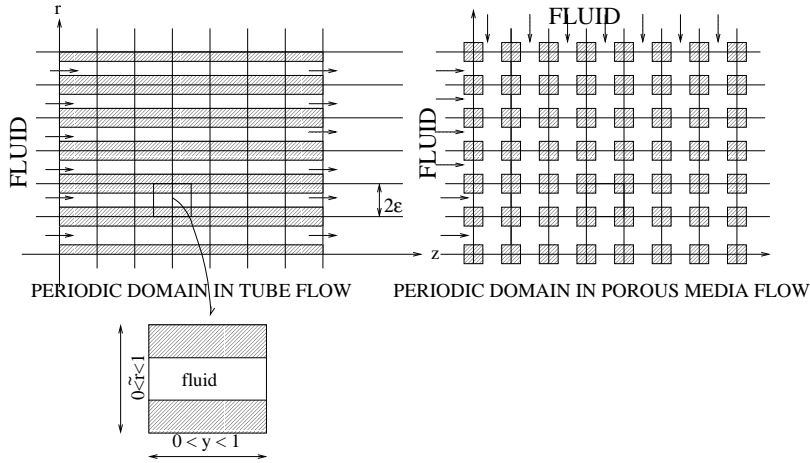 r
FLUID
FLUID
FLUID
2ε
z
PERIODIC DOMAIN IN TUBE FLOW
PERIODIC DOMAIN IN POROUS MEDIA FLOW
0<r̃<1
fluid
0 < y < 1